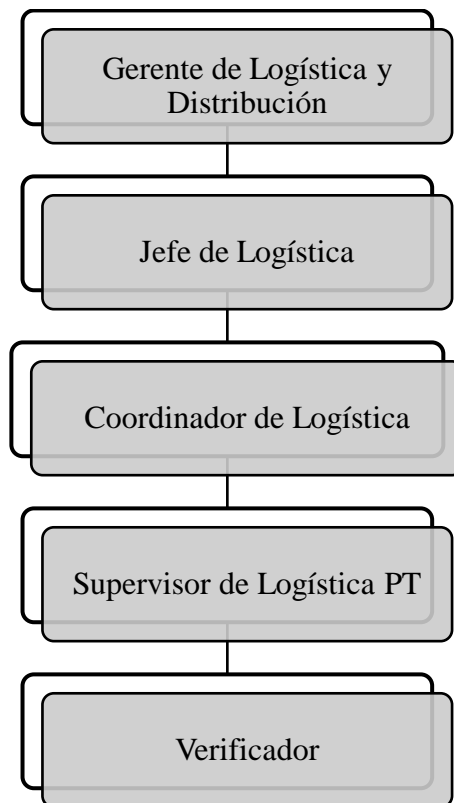 Gerente de Logística y
Distribución
Jefe de Logística
Coordinador de Logística
Supervisor de Logística PT
Verificador